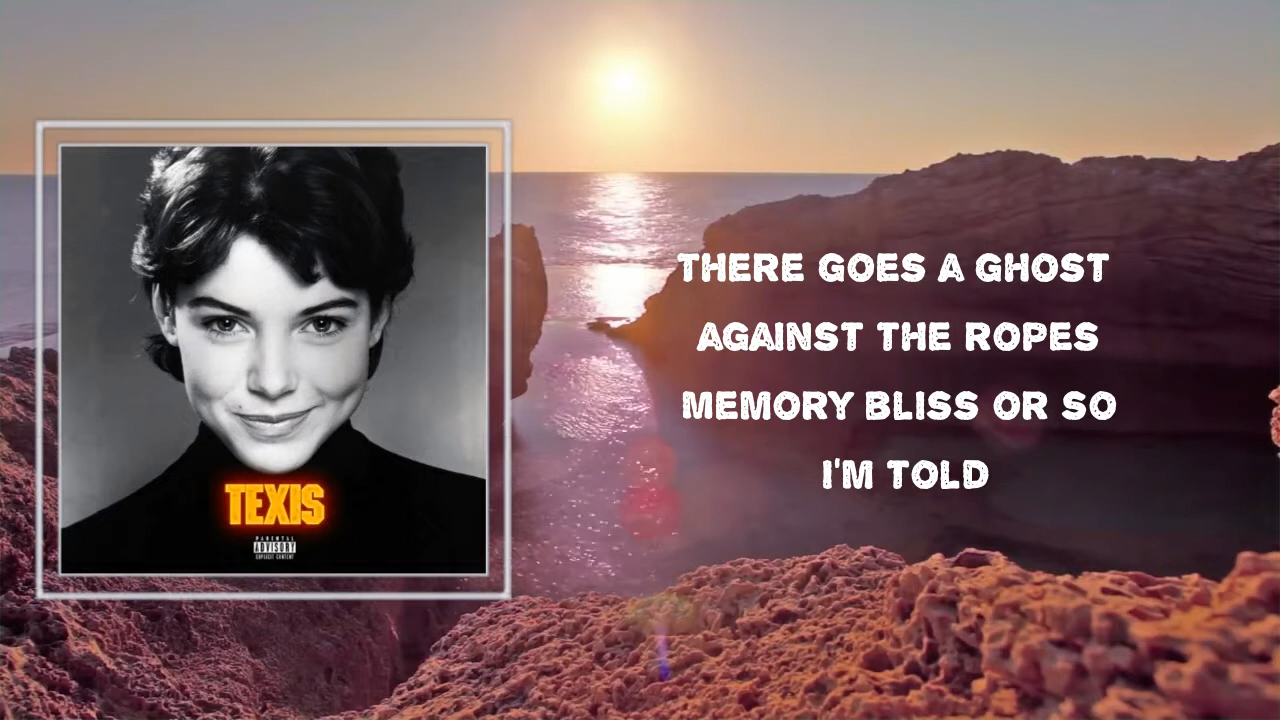 TEXIS
PARENTAL
ADVISORY
EXPLICIT CONTENT
THERE GOES A GHOST
AGAINST THE ROPES
MEMORY BLISS OR SO
I'M TOLD